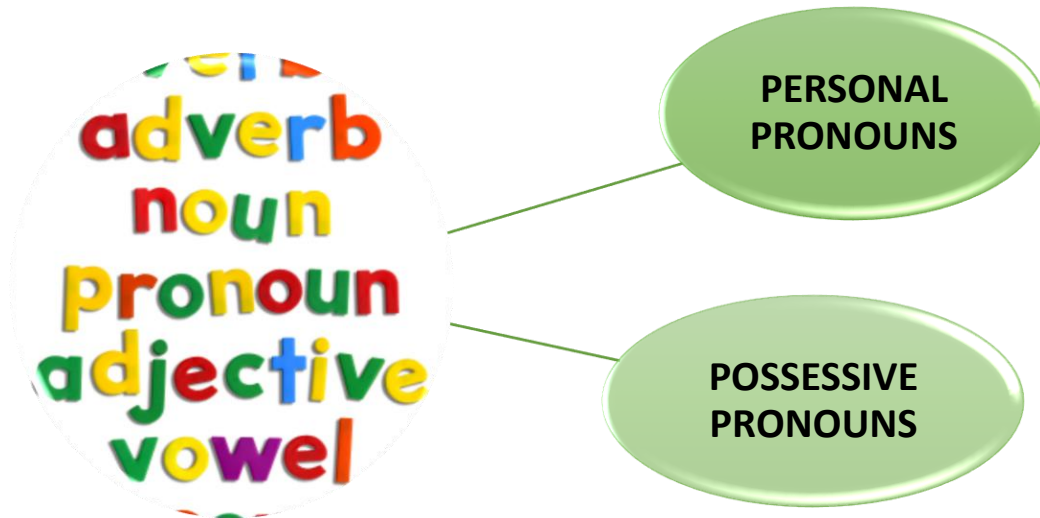 adverb
noun
pronoun
adjective
vowel
PERSONAL
PRONOUNS
POSSESSIVE
PRONOUNS